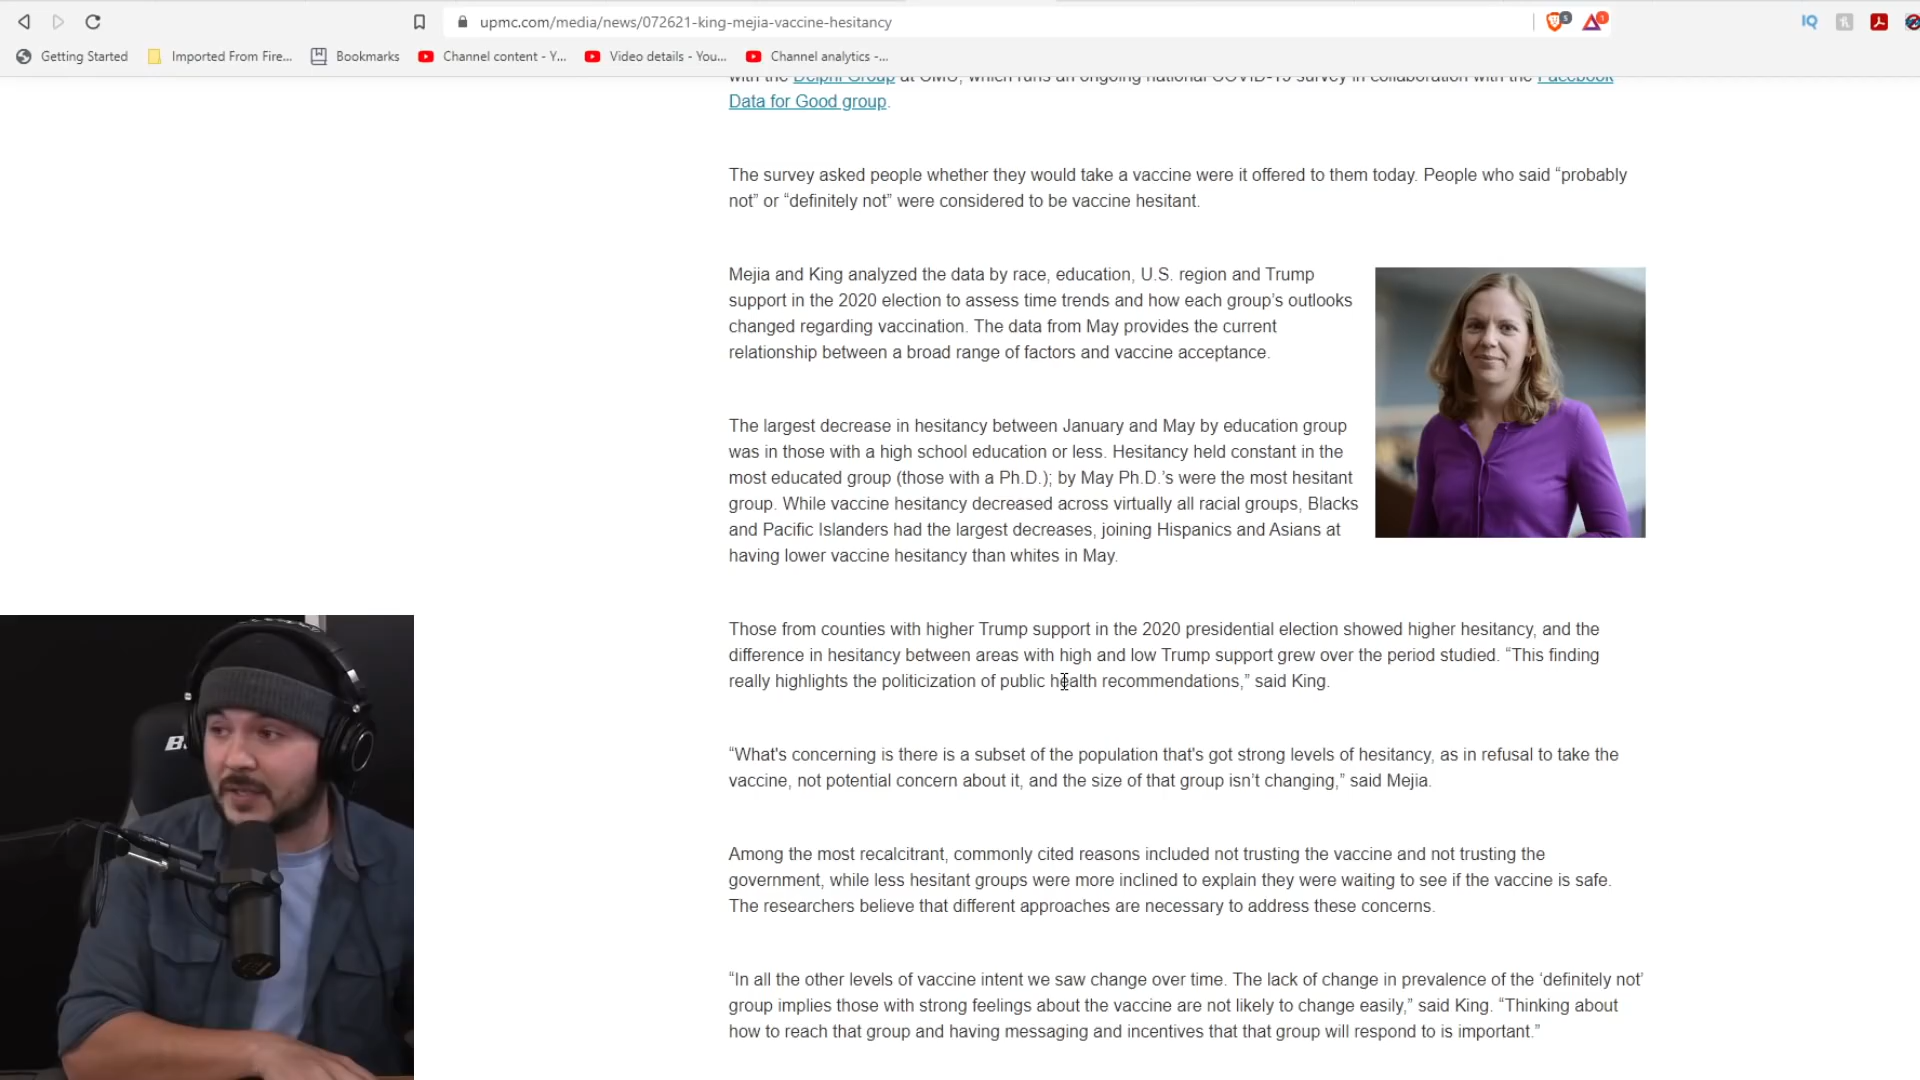 upmc.com/media/news/072621-king-mejia-vaccine-hesitancy
5
1
IQ
Getting Started
Imported From Fire...
Bookmarks
Channel content - Y...
Video details - You...
Channel analytics -...
with the Delphi Group at CMU, which runs an ongoing national COVID-19 survey in collaboration with the Facebook
Data for Good group.
The survey asked people whether they would take a vaccine were it offered to them today. People who said “probably
not” or “definitely not” were considered to be vaccine hesitant.
Mejia and King analyzed the data by race, education, U.S. region and Trump
support in the 2020 election to assess time trends and how each group’s outlooks
changed regarding vaccination. The data from May provides the current
relationship between a broad range of factors and vaccine acceptance.
The largest decrease in hesitancy between January and May by education group
was in those with a high school education or less. Hesitancy held constant in the
most educated group (those with a Ph.D.); by May Ph.D.’s were the most hesitant
group. While vaccine hesitancy decreased across virtually all racial groups, Blacks
and Pacific Islanders had the largest decreases, joining Hispanics and Asians at
having lower vaccine hesitancy than whites in May.
Those from counties with higher Trump support in the 2020 presidential election showed higher hesitancy, and the
difference in hesitancy between areas with high and low Trump support grew over the period studied. “This finding
really highlights the politicization of public health recommendations,” said King.
“What's concerning is there is a subset of the population that's got strong levels of hesitancy, as in refusal to take the
vaccine, not potential concern about it, and the size of that group isn’t changing,” said Mejia.
Among the most recalcitrant, commonly cited reasons included not trusting the vaccine and not trusting the
government, while less hesitant groups were more inclined to explain they were waiting to see if the vaccine is safe.
The researchers believe that different approaches are necessary to address these concerns.
“In all the other levels of vaccine intent we saw change over time. The lack of change in prevalence of the ‘definitely not’
group implies those with strong feelings about the vaccine are not likely to change easily,” said King. “Thinking about
how to reach that group and having messaging and incentives that that group will respond to is important.”